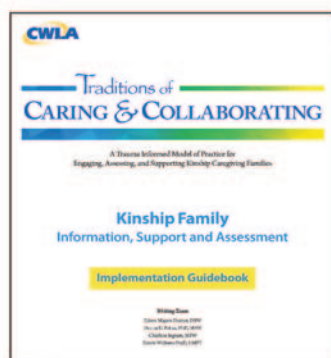 CWLA
Traditions of
CARING & COLLABORATING
A Trauma Informed Model of Practice for
Engaging, Assessing, and Supporting Kinship Caregiving Families
Kinship Family
Information, Support and Assessment
Implementation Guidebook
Writing Team